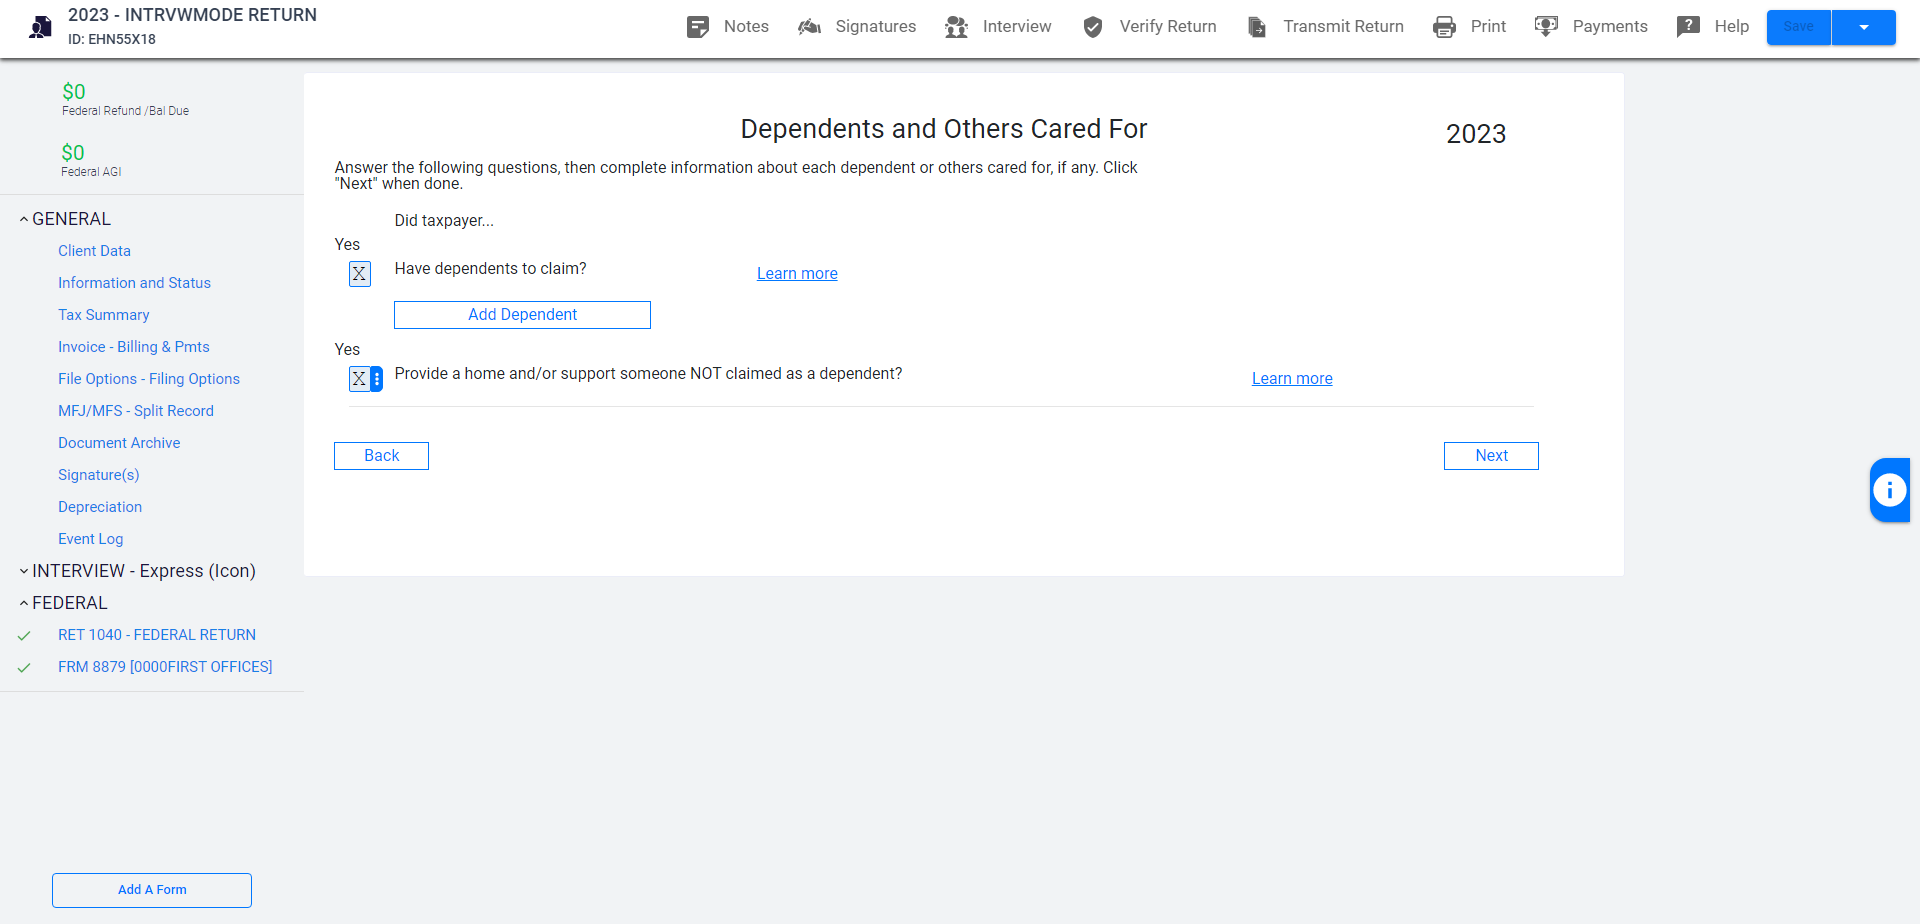 2023 - INTRVWMODE RETURN
ID: EHN55X18
Notes
Signatures
Interview
Verify Return
Transmit Return
Print
Payments
Help
Save
$0
Federal Refund /Bal Due
$0
Federal AGI
GENERAL
Client Data
Information and Status
Tax Summary
Invoice - Billing & Pmts
File Options - Filing Options
MFJ/MFS - Split Record
Document Archive
Signature(s)
Depreciation
Event Log
INTERVIEW - Express (Icon)
FEDERAL
RET 1040 - FEDERAL RETURN
FRM 8879 [0000FIRST OFFICES]
Add A Form
Dependents and Others Cared For
2023
Answer the following questions, then complete information about each dependent or others cared for, if any. Click
"Next" when done.
Did taxpayer...
Yes
X Have dependents to claim? Learn more
Add Dependent
Yes
X Provide a home and/or support someone NOT claimed as a dependent? Learn more
Back
Next